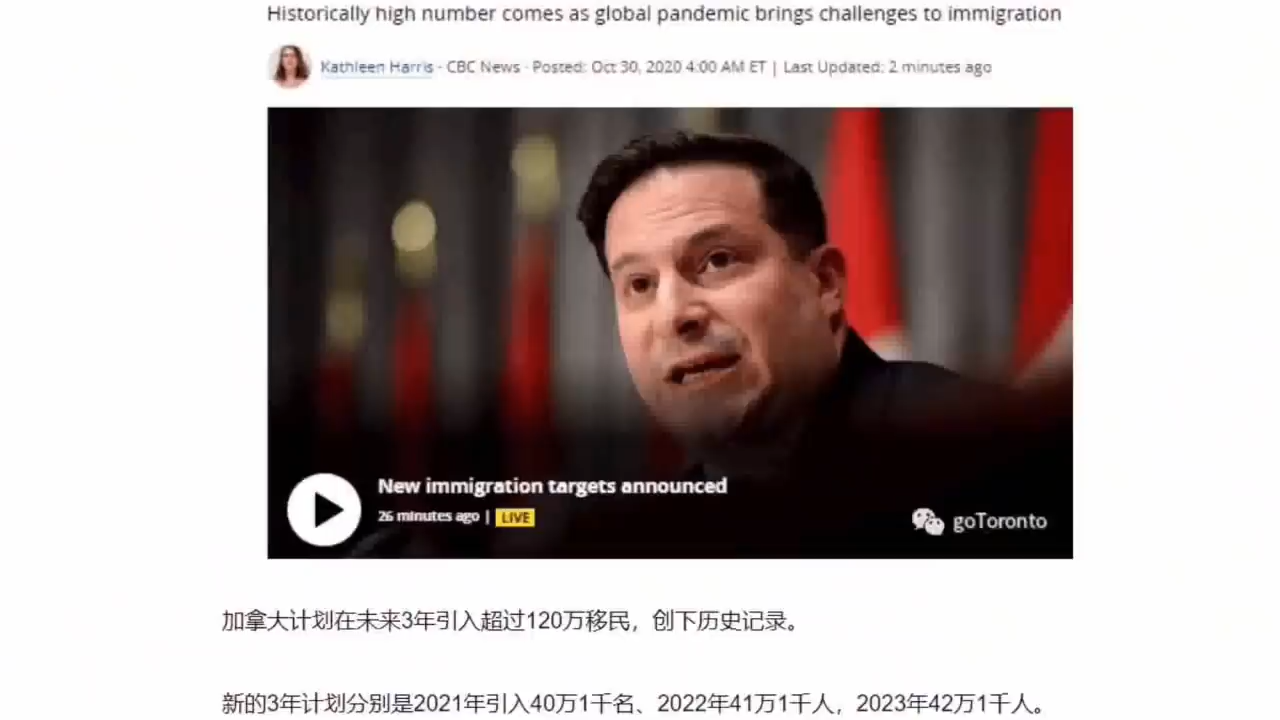 Historically high number comes as global pandemic brings challenges to immigration
Kathleen Harris · CBC News · Posted: Oct 30, 2020 4:00 AM ET | Last Updated: 2 minutes ago
New immigration targets announced
26 minutes ago | LIVE
goToronto
加拿大计划在未来3年引入超过120万移民，创下历史记录。
新的3年计划分别是2021年引入40万1千名、2022年41万1千人，2023年42万1千人。